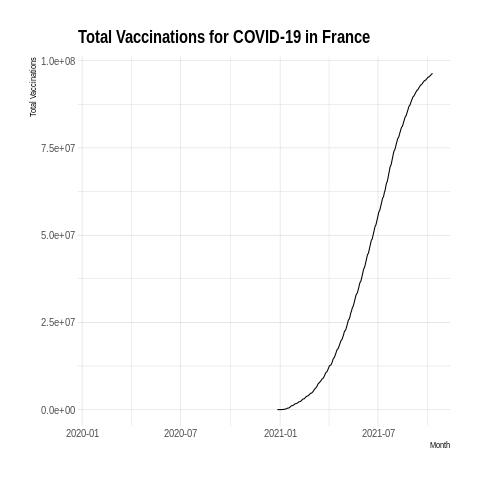 Total Vaccinations for COVID-19 in France
Total Vaccinations
1.0e+08
7.5e+07
5.0e+07
2.5e+07
0.0e+00
2020-01 2020-07 2021-01 2021-07
Month